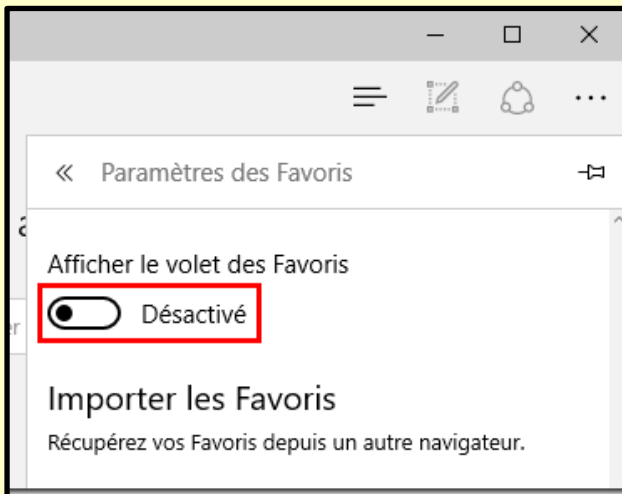 Paramètres des Favoris
Afficher le volet des Favoris
Désactivé
Importer les Favoris
Récupérez vos Favoris depuis un autre navigateur.